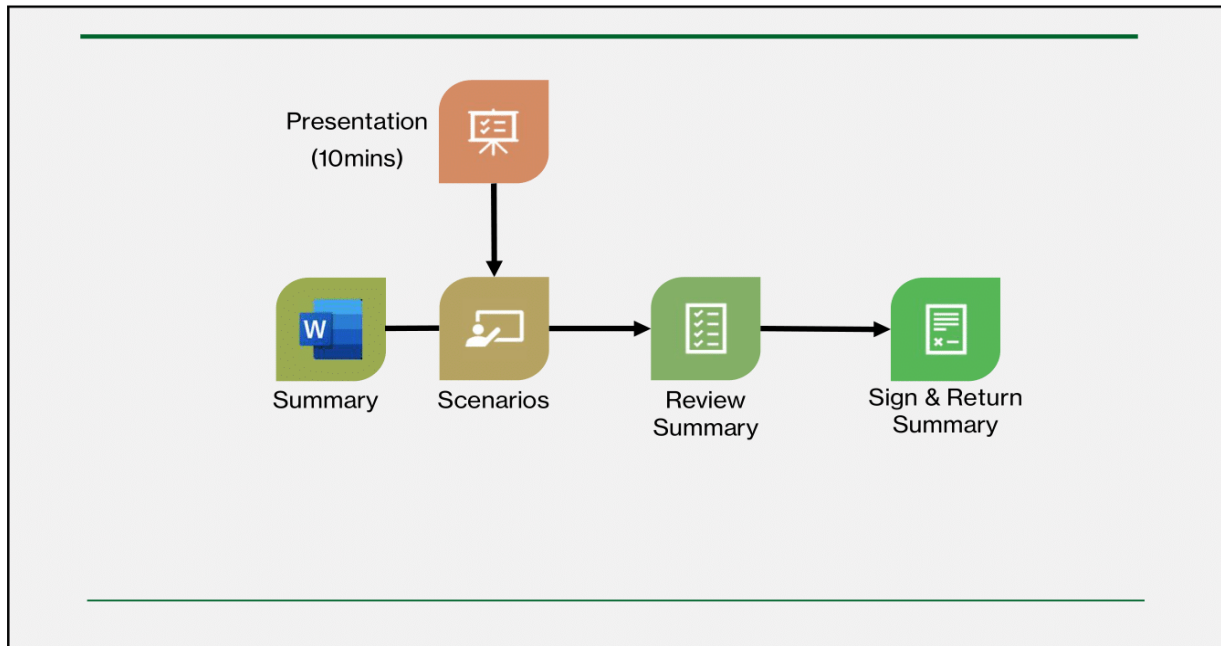 Presentation
(10mins)
W
Summary
Scenarios
Review
Summary
Sign & Return
Summary